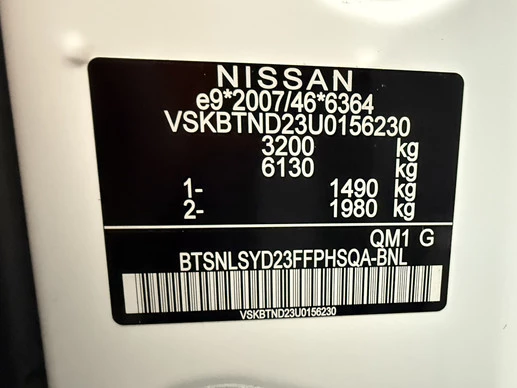 NISSAN
e9*2007/46*6364
VSKBTND23U0156230
3200 kg
6130 kg
1- 1490 kg
2- 1980 kg
QM1 G
BTSNLSYD23FFPHSQA-BNL
VSKBTND23U0156230